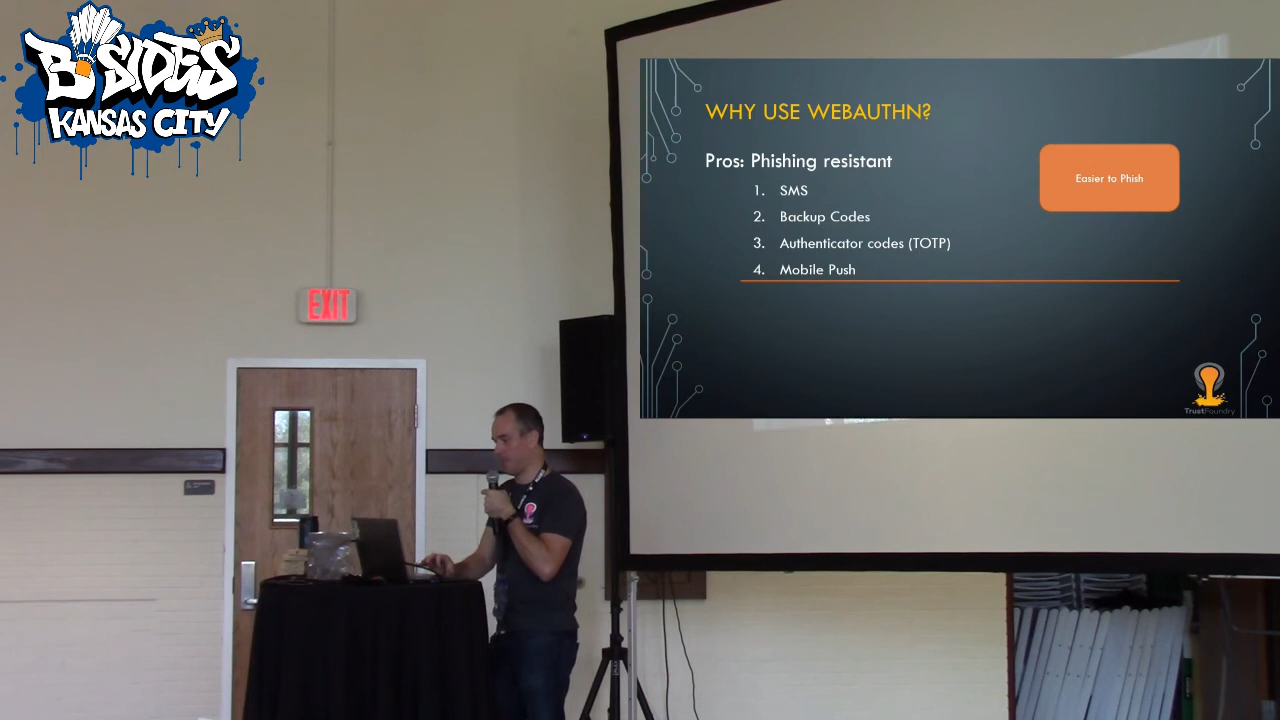 B·SIDES
KANSAS CITY
EXIT
WHY USE WEBAUTHN?
Pros: Phishing resistant
1. SMS
2. Backup Codes
3. Authenticator codes (TOTP)
4. Mobile Push
Easier to Phish
TrustFoundry